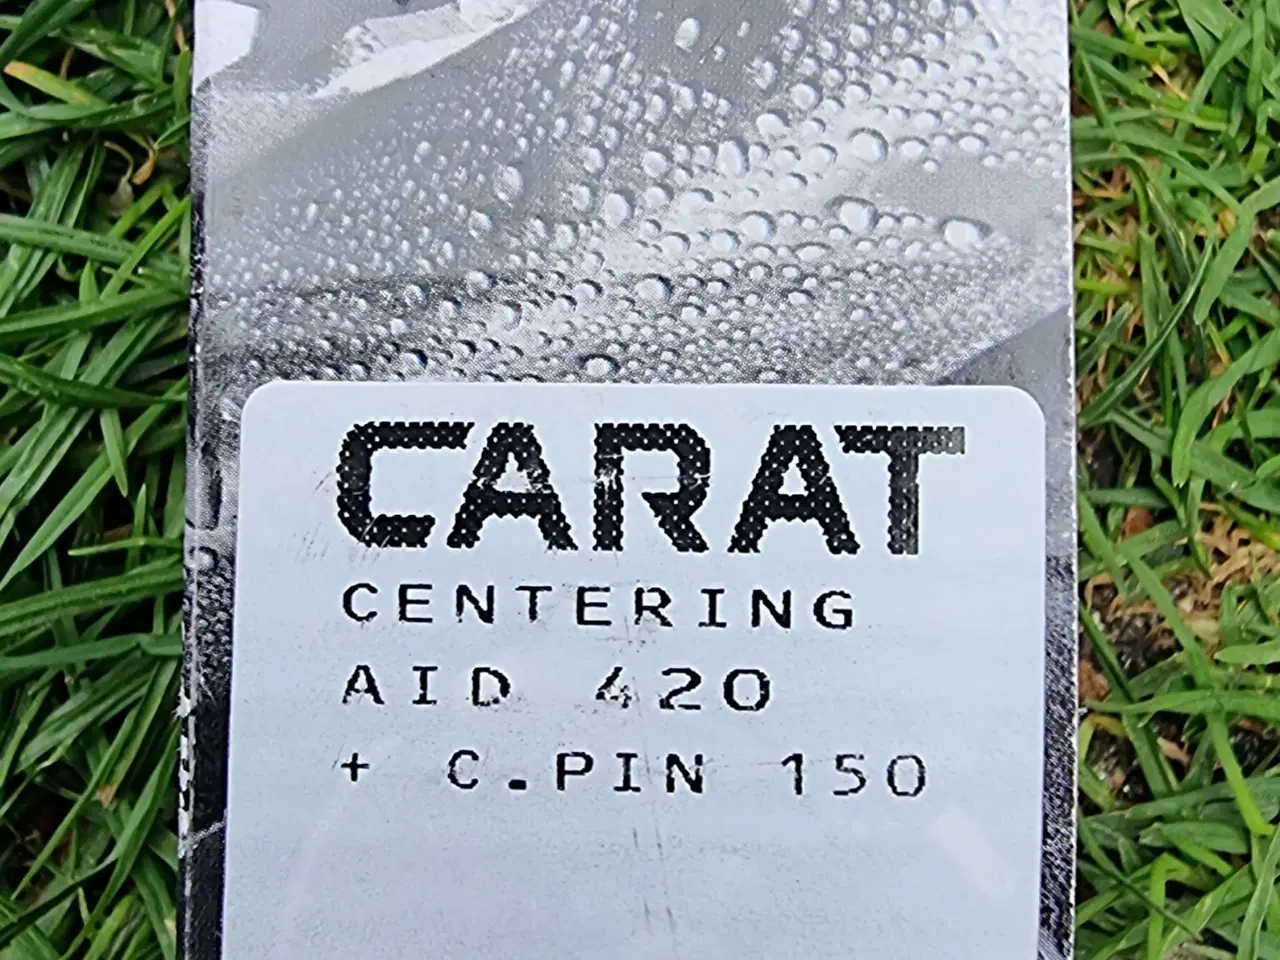 CARAT
CENTERING
AID 420
+ C.PIN 150